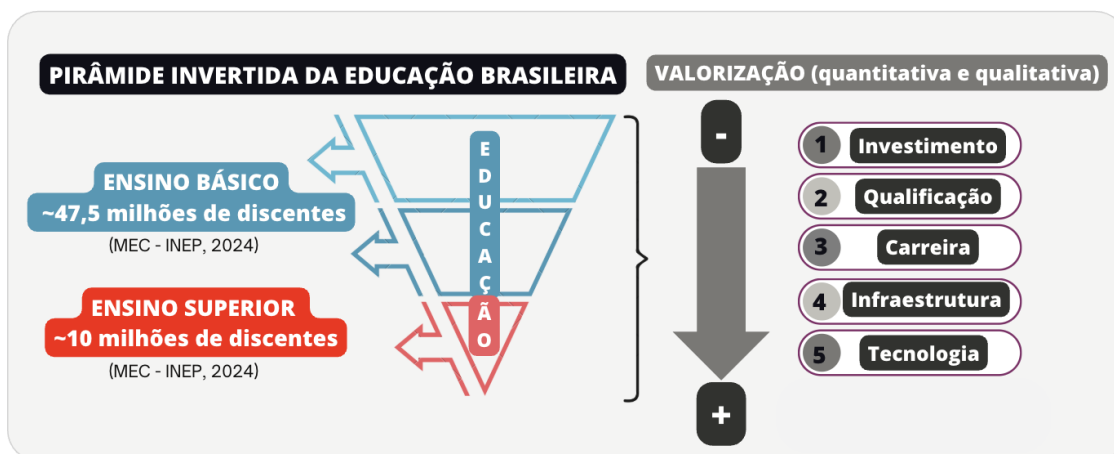 PIRÂMIDE INVERTIDA DA EDUCAÇÃO BRASILEIRA
ENSINO BÁSICO
~47,5 milhões de discentes
(MEC - INEP, 2024)
ENSINO SUPERIOR
~10 milhões de discentes
(MEC - INEP, 2024)
EDUCAÇÃO
VALORIZAÇÃO (quantitativa e qualitativa)
-
+
1 Investimento
2 Qualificação
3 Carreira
4 Infraestrutura
5 Tecnologia